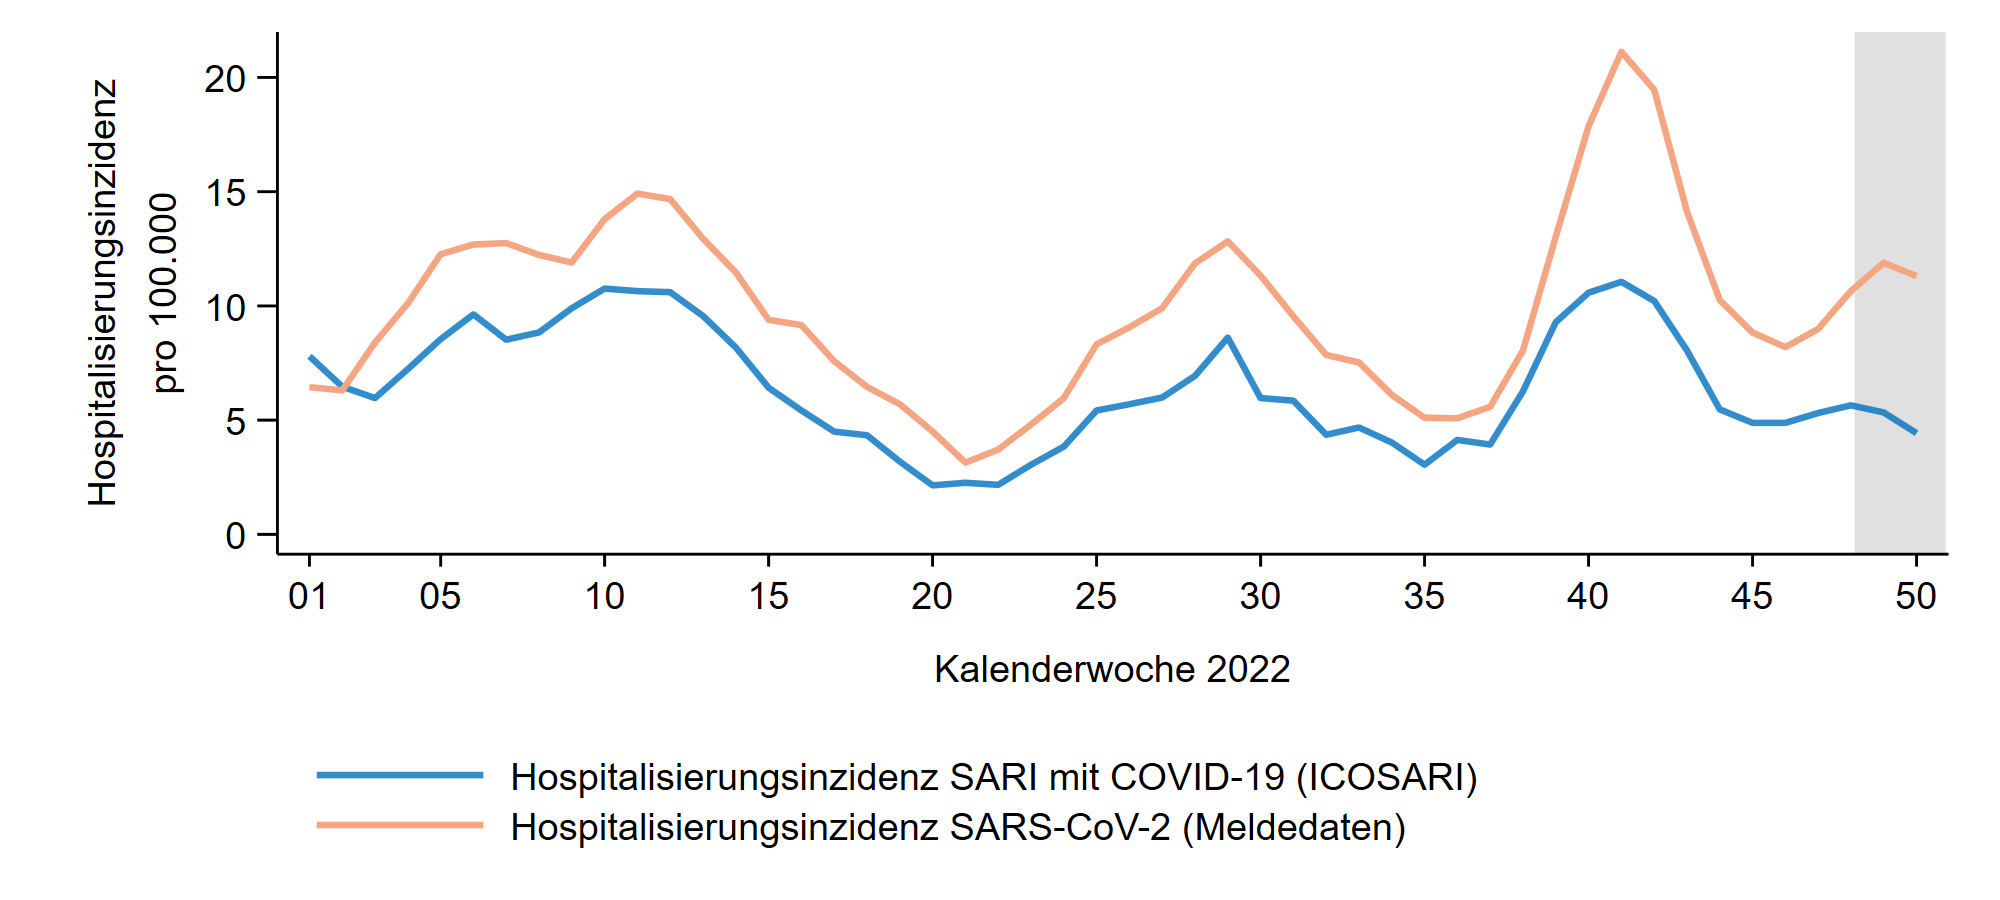 Hospitalisierungsinzidenz
pro 100.000
20
15
10
5
0
01 05 10 15 20 25 30 35 40 45 50
Kalenderwoche 2022
Hospitalisierungsinzidenz SARI mit COVID-19 (ICOSARI)
Hospitalisierungsinzidenz SARS-CoV-2 (Meldedaten)